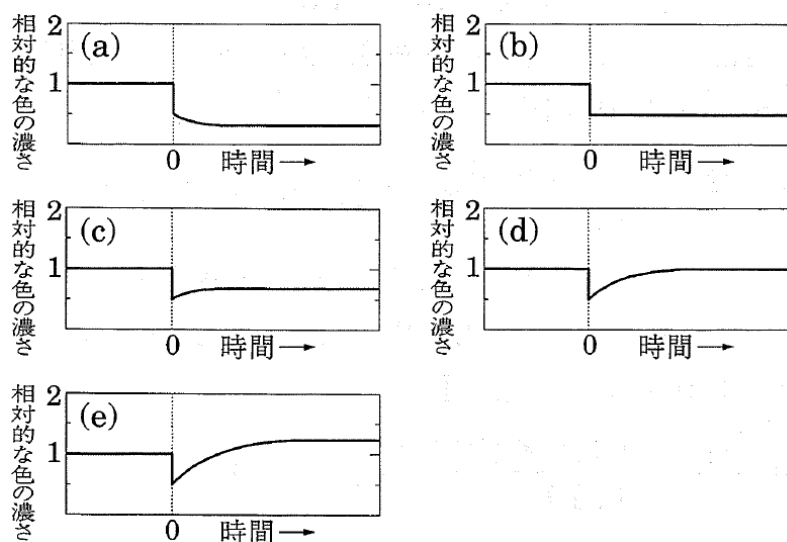 相対的な色の濃さ
2
1
(a)
0
時間→
相対的な色の濃さ
2
1
(b)
0
時間→
相対的な色の濃さ
2
1
(c)
0
時間→
相対的な色の濃さ
2
1
(d)
0
時間→
相対的な色の濃さ
2
1
(e)
0
時間→